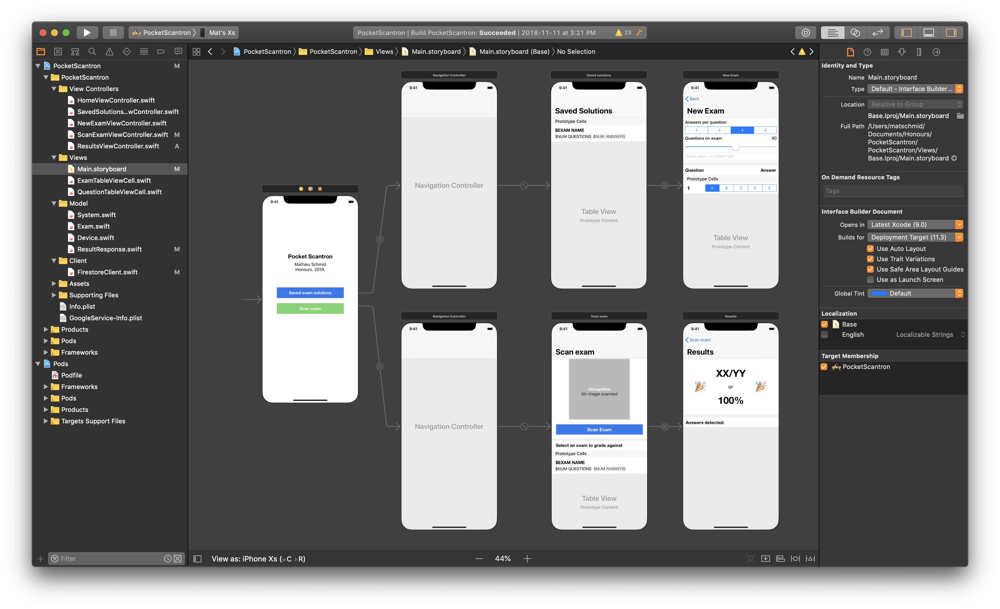 PocketScantron
Mat's Xs
PocketScantron | Build PocketScantron: Succeeded | 2018-11-11 at 3:21 PM
23
PocketScantron
PocketScantron
Views
Main.storyboard
Main.storyboard (Base)
No Selection
PocketScantron M
PocketScantron
View Controllers
HomeViewController.swift
SavedSolutions...wController.swift
NewExamViewController.swift
ScanExamViewController.swift M
ResultsViewController.swift A
Views
Main.storyboard M
ExamTableViewCell.swift
QuestionTableViewCell.swift
Model
System.swift
Exam.swift
Device.swift
ResultResponse.swift M
Client
FirestoreClient.swift M
Assets
Supporting Files
Info.plist
GoogleService-Info.plist
Products
Pods
Frameworks
Pods
rb Podfile
Frameworks
Pods
Products
Targets Support Files
Filter
9:41
Pocket Scantron
Mathieu Schmid
Honours. 2018.
Saved exam solutions
Scan exam
Navigation Controller
9:41
Navigation Controller
Saved solutions
9:41
Saved Solutions
Prototype Cells
$EXAM NAME
$NUM QUESTIONS $NUM ANSWERS
Table View
Prototype Content
New Exam
9:41
Back
New Exam
Answers per question:
2 3 4 5
Questions on exam: 90
Exam name - i.e. COMP 1601
Question Answer
Prototype Cells
1 A B C D E
Table View
Prototype Content
Navigation Controller
9:41
Navigation Controller
Scan exam
9:41
Scan exam
UIImageView
No image scanned
Scan Exam
Select an exam to grade against
Prototype Cells
$EXAM NAME
$NUM QUESTIONS $NUM ANSWERS
Table View
Prototype Content
Results
9:41
Scan exam
Results
XX/YY
or
100%
Answers detected:
View as: iPhone Xs (wC hR)
44%
Identity and Type
Name Main.storyboard
Type Default - Interface Builder...
Location Relative to Group
Base.lproj/Main.storyboard
Full Path /Users/matschmid/
Documents/Honours/
PocketScantron/
PocketScantron/Views/
Base.lproj/Main.storyboard
On Demand Resource Tags
Tags
Interface Builder Document
Opens in Latest Xcode (9.0)
Builds for Deployment Target (11.3)
Use Auto Layout
Use Trait Variations
Use Safe Area Layout Guides
Use as Launch Screen
Global Tint Default
Localization
Base
English Localizable Strings
Target Membership
PocketScantron